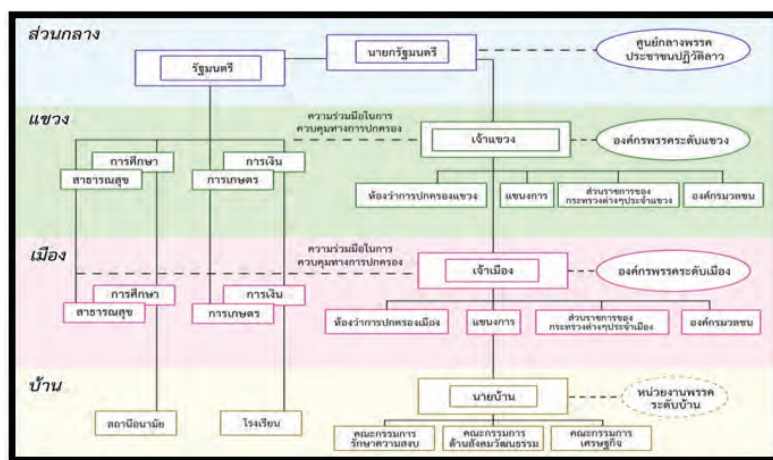 ส่วนกลาง
นายกรัฐมนตรี
ศูนย์กลางพรรค
ประชาชนปฏิวัติลาว
รัฐมนตรี
แขวง
ความร่วมมือในการ
ควบคุมทางการปกครอง
เจ้าแขวง
องค์กรพรรคระดับแขวง
การศึกษา
การเงิน
สาธารณสุข
การเกษตร
ห้องว่าการปกครองแขวง
แขนงการ
ส่วนราชการของ
กระทรวงต่างๆประจำแขวง
องค์กรมวลชน
เมือง
ความร่วมมือในการ
ควบคุมทางการปกครอง
เจ้าเมือง
องค์กรพรรคระดับเมือง
การศึกษา
การเงิน
สาธารณสุข
การเกษตร
ห้องว่าการปกครองเมือง
แขนงการ
ส่วนราชการของ
กระทรวงต่างๆประจำเมือง
องค์กรมวลชน
บ้าน
นายบ้าน
หน่วยงานพรรค
ระดับบ้าน
สถานีอนามัย
โรงเรียน
คณะกรรมการ
รักษาความสงบ
คณะกรรมการ
ด้านสังคมวัฒนธรรม
คณะกรรมการ
เศรษฐกิจ